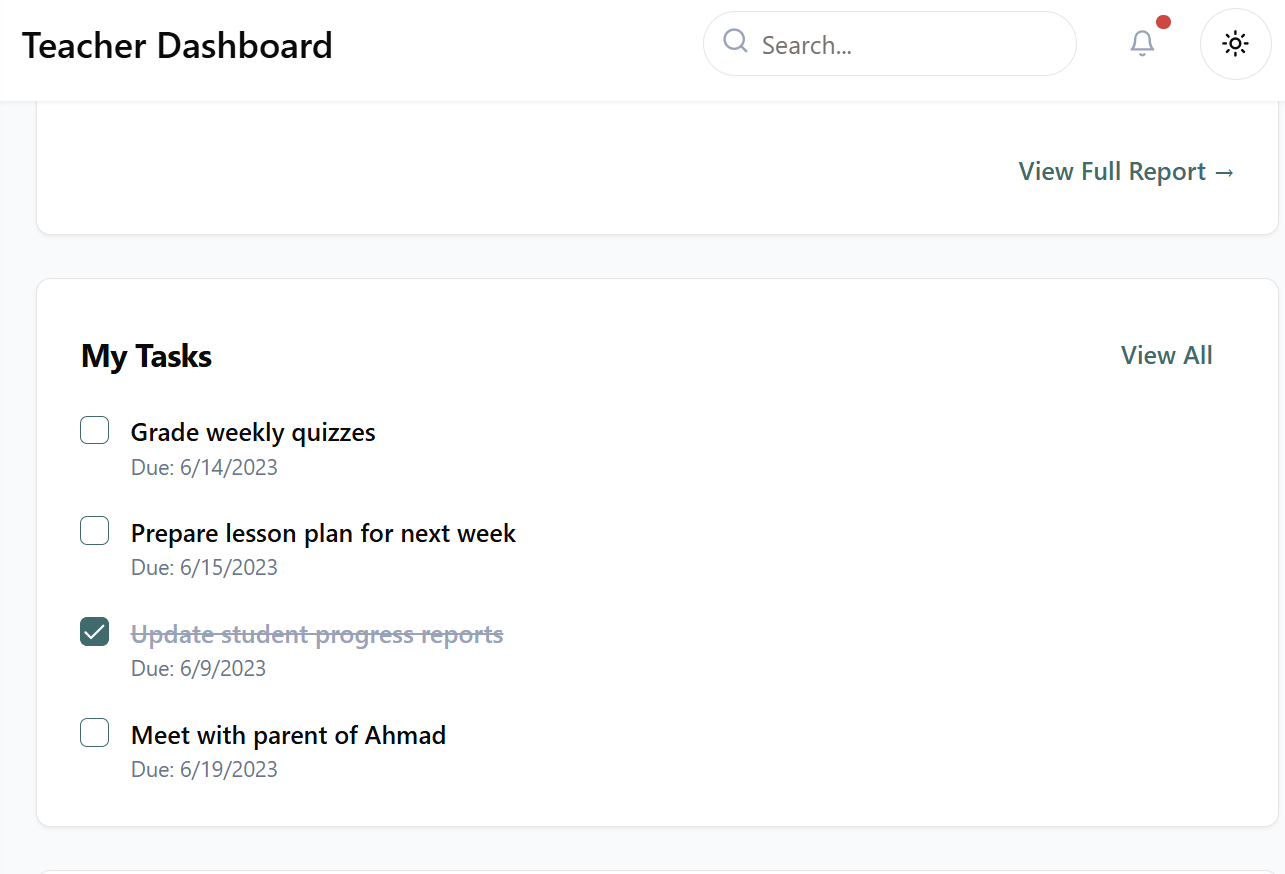 Teacher Dashboard
Search...
View Full Report →
My Tasks
View All
Grade weekly quizzes
Due: 6/14/2023
Prepare lesson plan for next week
Due: 6/15/2023
Update student progress reports
Due: 6/9/2023
Meet with parent of Ahmad
Due: 6/19/2023